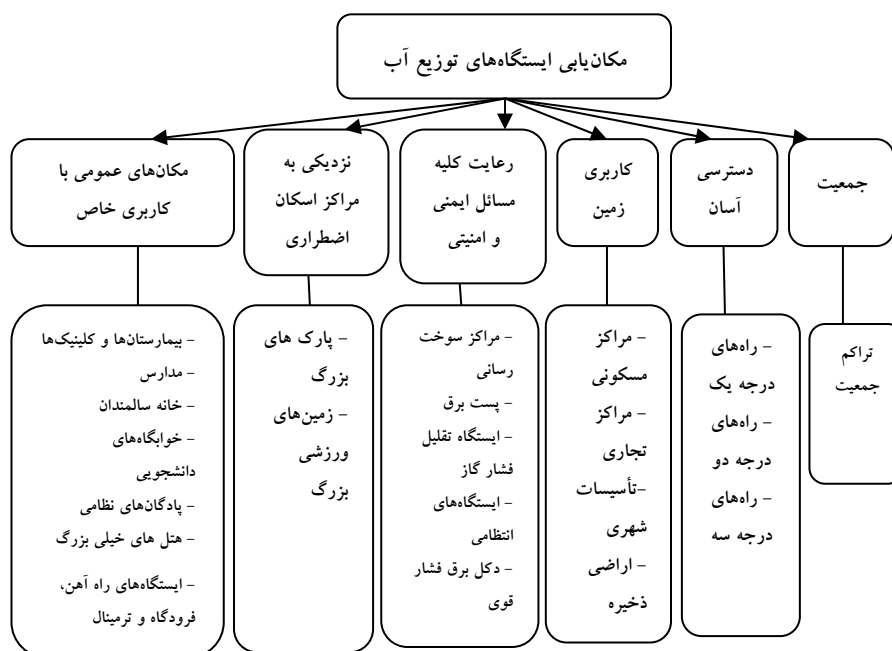 مکان‌یابی ایستگاه‌های توزیع آب
جمعیت
دسترسی
آسان
کاربری
زمین
رعایت کلیه
مسائل ایمنی
و امنیتی
نزدیکی به
مراکز اسکان
اضطراری
مکان‌های عمومی با
کاربری خاص
تراکم
جمعیت
- راه‌های
درجه یک
- راه‌های
درجه دو
- راه‌های
درجه سه
- مراکز
مسکونی
- مراکز
تجاری
-تأسیسات
شهری
- اراضی
ذخیره
- مراکز سوخت
رسانی
- پست برق
- ایستگاه تقلیل
فشار گاز
- ایستگاه‌های
انتظامی
- دکل برق فشار
قوی
- پارک های
بزرگ
- زمین‌های
ورزشی
بزرگ
- بیمارستان‌ها و کلینیک‌ها
- مدارس
- خانه سالمندان
- خوابگاه‌های
دانشجویی
- پادگان‌های نظامی
- هتل های خیلی بزرگ
- ایستگاه‌های راه آهن،
فرودگاه و ترمینال